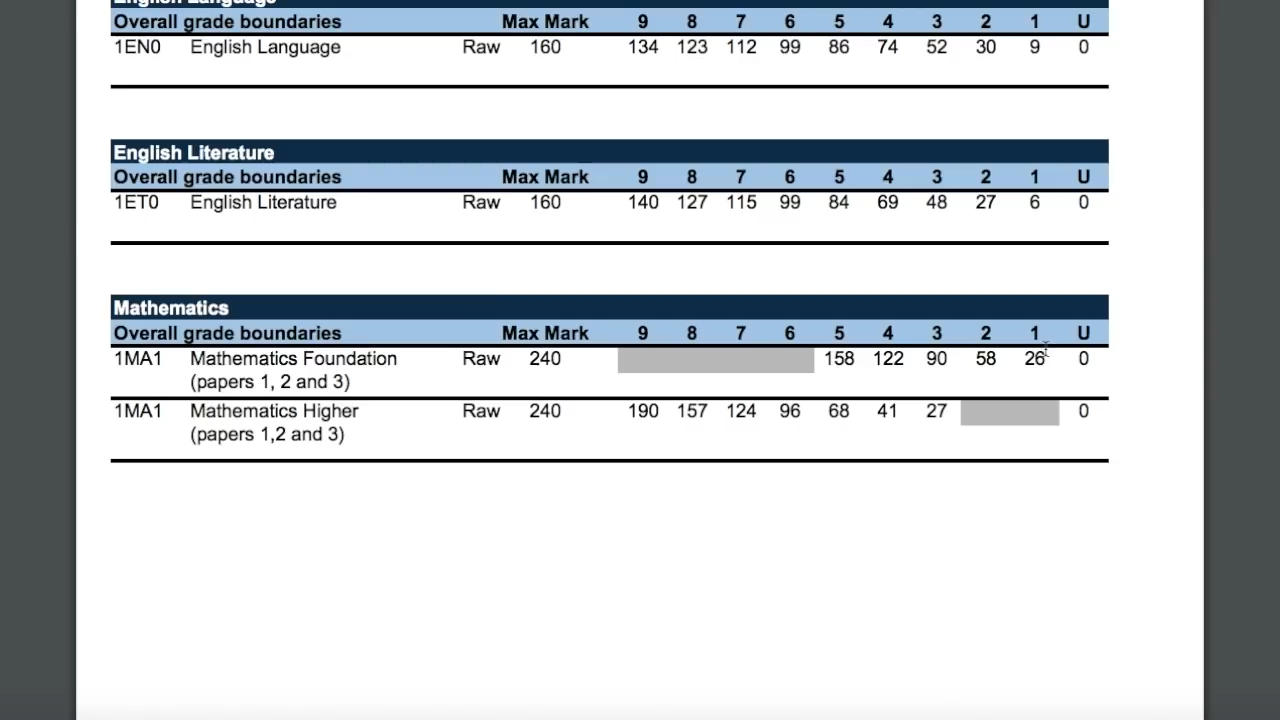 English Language
Overall grade boundaries Max Mark 9 8 7 6 5 4 3 2 1 U
1EN0 English Language Raw 160 134 123 112 99 86 74 52 30 9 0
English Literature
Overall grade boundaries Max Mark 9 8 7 6 5 4 3 2 1 U
1ET0 English Literature Raw 160 140 127 115 99 84 69 48 27 6 0
Mathematics
Overall grade boundaries Max Mark 9 8 7 6 5 4 3 2 1 U
1MA1 Mathematics Foundation Raw 240 158 122 90 58 26 0
(papers 1, 2 and 3)
1MA1 Mathematics Higher Raw 240 190 157 124 96 68 41 27 0
(papers 1,2 and 3)